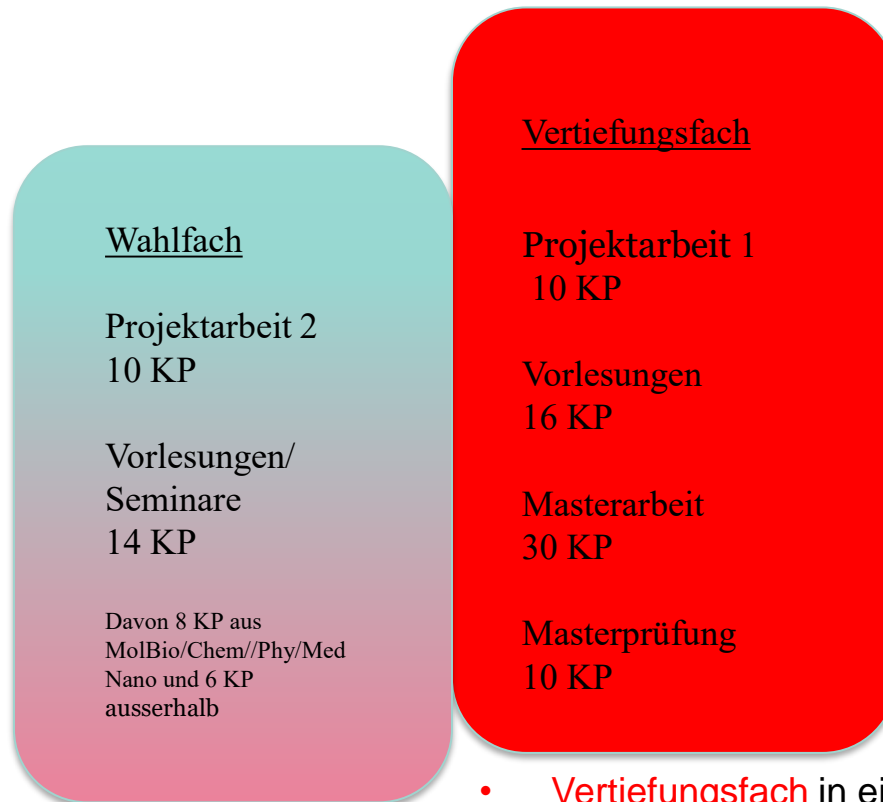 Wahlfach
Projektarbeit 2
10 KP
Vorlesungen/
Seminare
14 KP
Davon 8 KP aus
MolBio/Chem//Phy/Med
Nano und 6 KP
ausserhalb
Vertiefungsfach
Projektarbeit 1
10 KP
Vorlesungen
16 KP
Masterarbeit
30 KP
Masterprüfung
10 KP
• Vertiefungsfach in ei